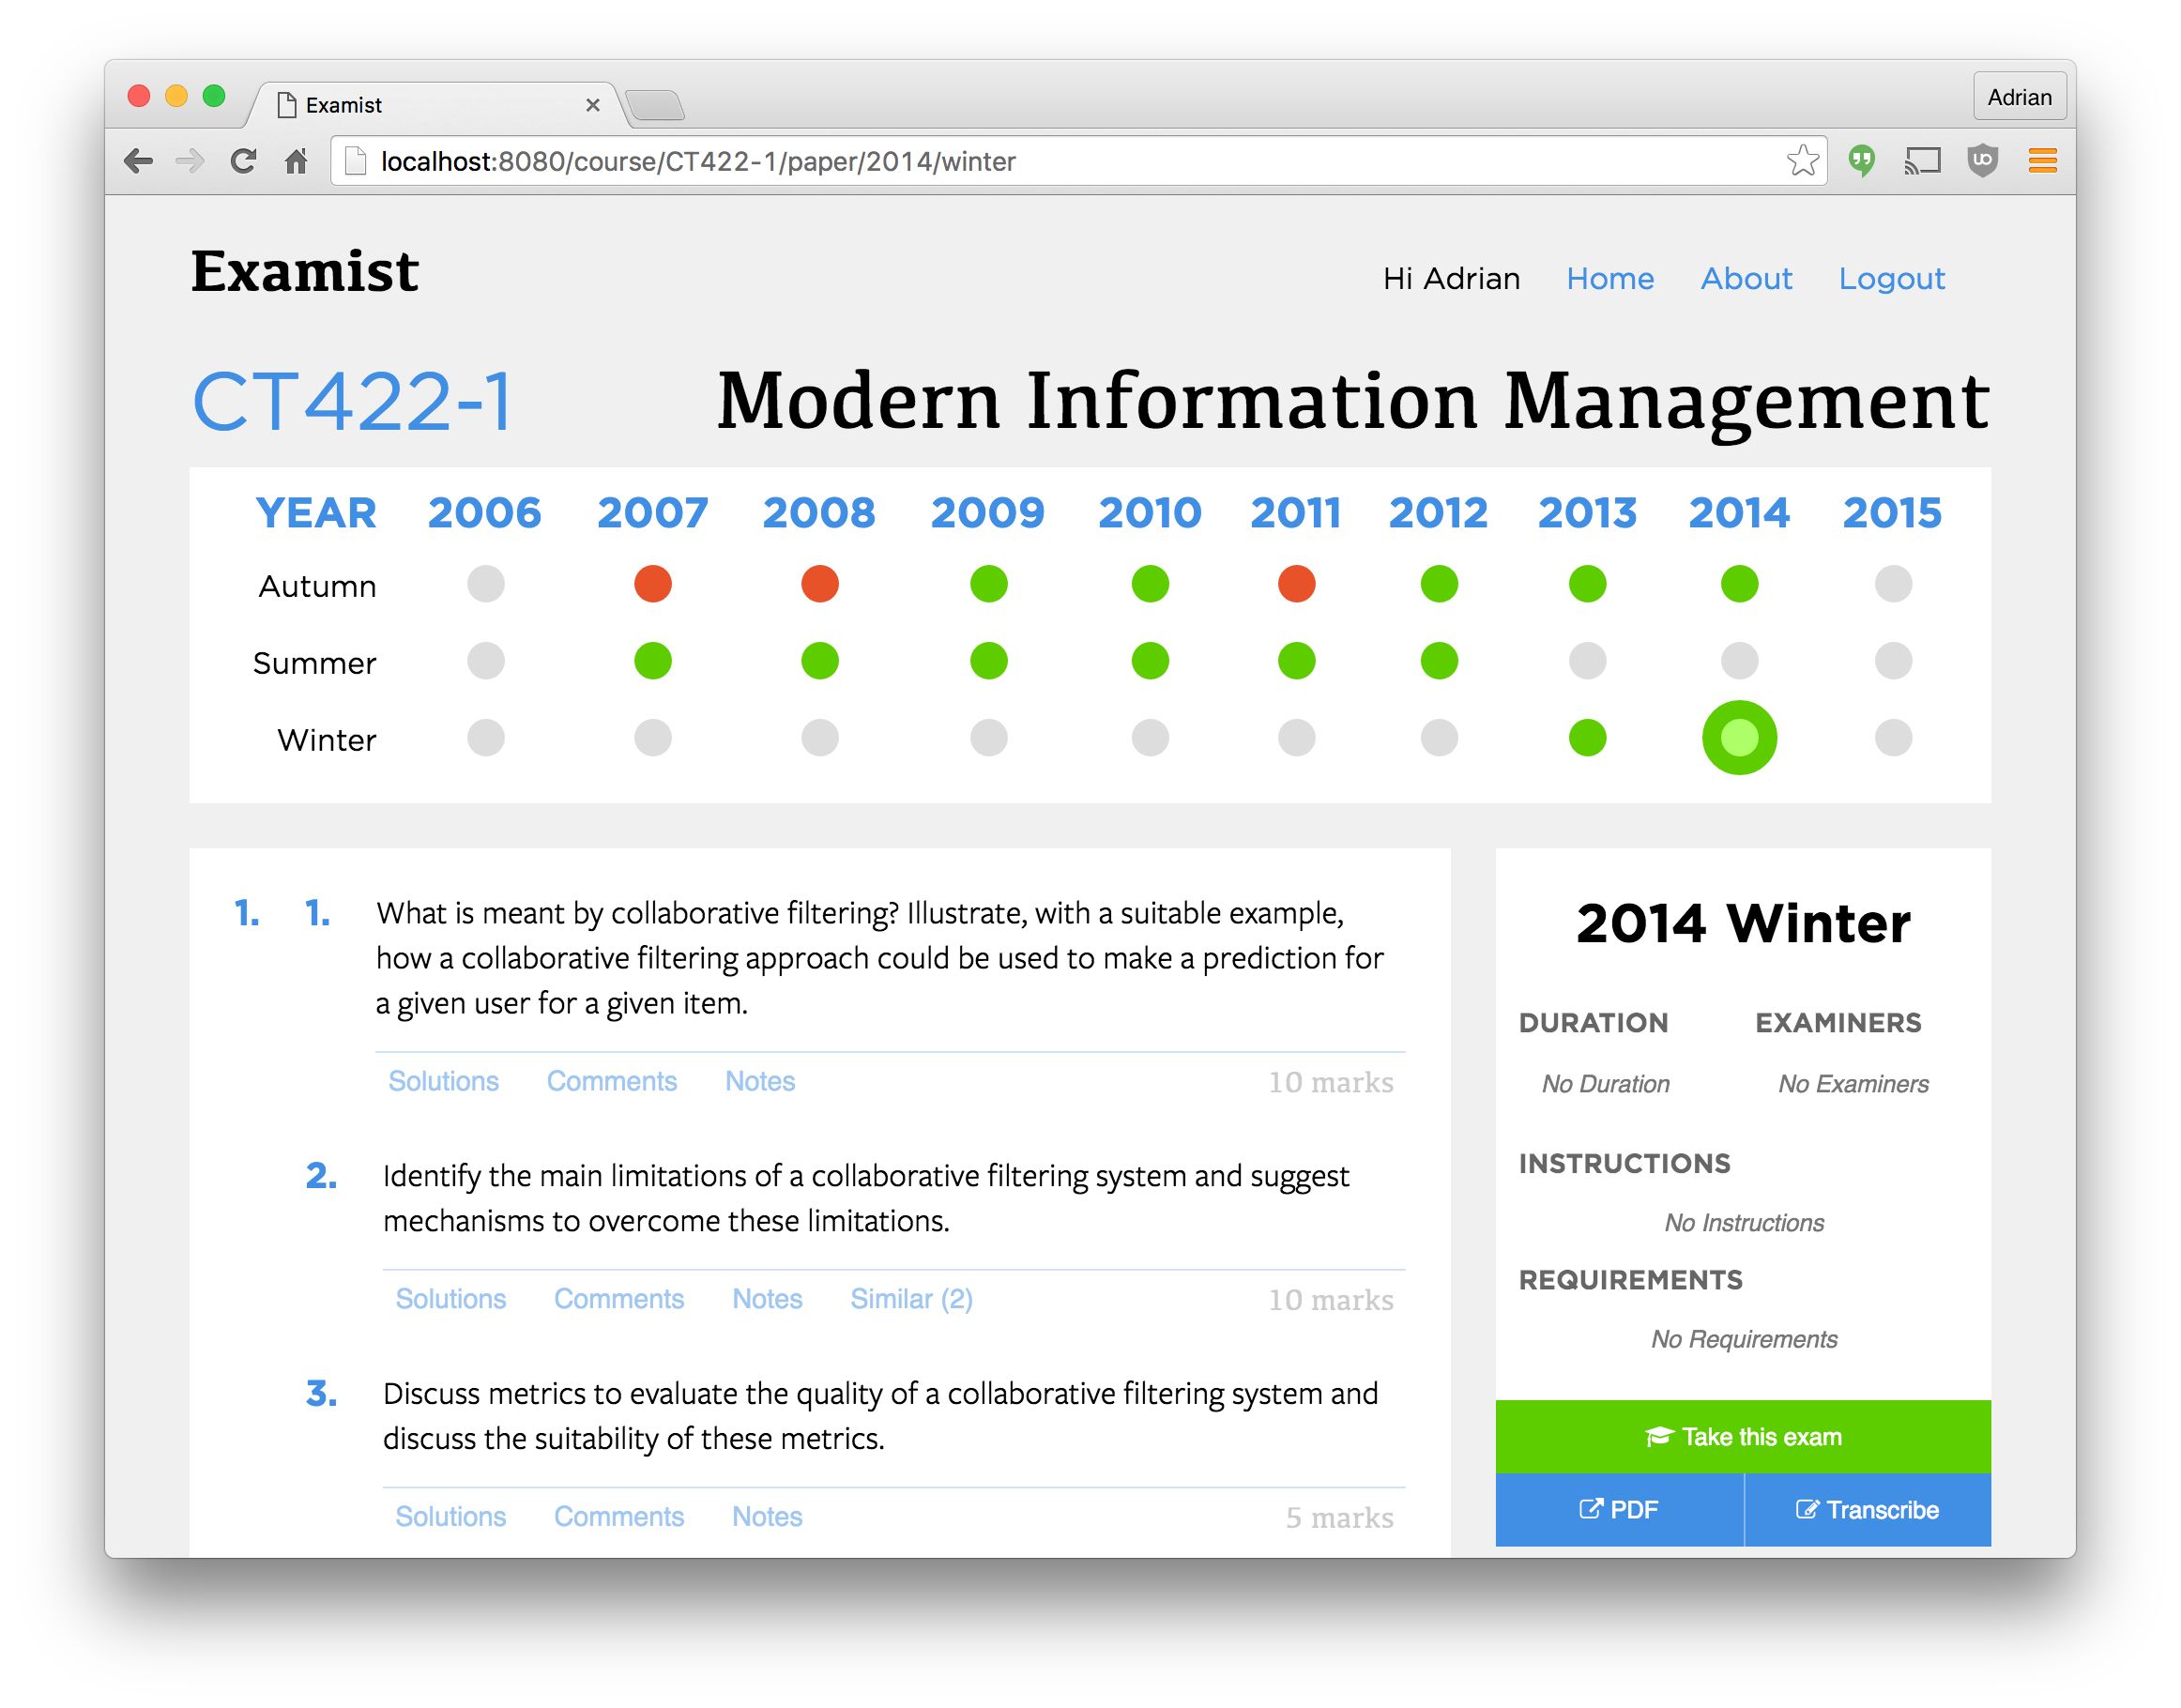 Examist
Adrian
localhost:8080/course/CT422-1/paper/2014/winter
Examist
Hi Adrian Home About Logout
CT422-1 Modern Information Management
YEAR 2006 2007 2008 2009 2010 2011 2012 2013 2014 2015
Autumn
Summer
Winter
1. 1. What is meant by collaborative filtering? Illustrate, with a suitable example,
how a collaborative filtering approach could be used to make a prediction for
a given user for a given item.
Solutions Comments Notes 10 marks
2. Identify the main limitations of a collaborative filtering system and suggest
mechanisms to overcome these limitations.
Solutions Comments Notes Similar (2) 10 marks
3. Discuss metrics to evaluate the quality of a collaborative filtering system and
discuss the suitability of these metrics.
Solutions Comments Notes 5 marks
2014 Winter
DURATION EXAMINERS
No Duration No Examiners
INSTRUCTIONS
No Instructions
REQUIREMENTS
No Requirements
Take this exam
PDF Transcribe